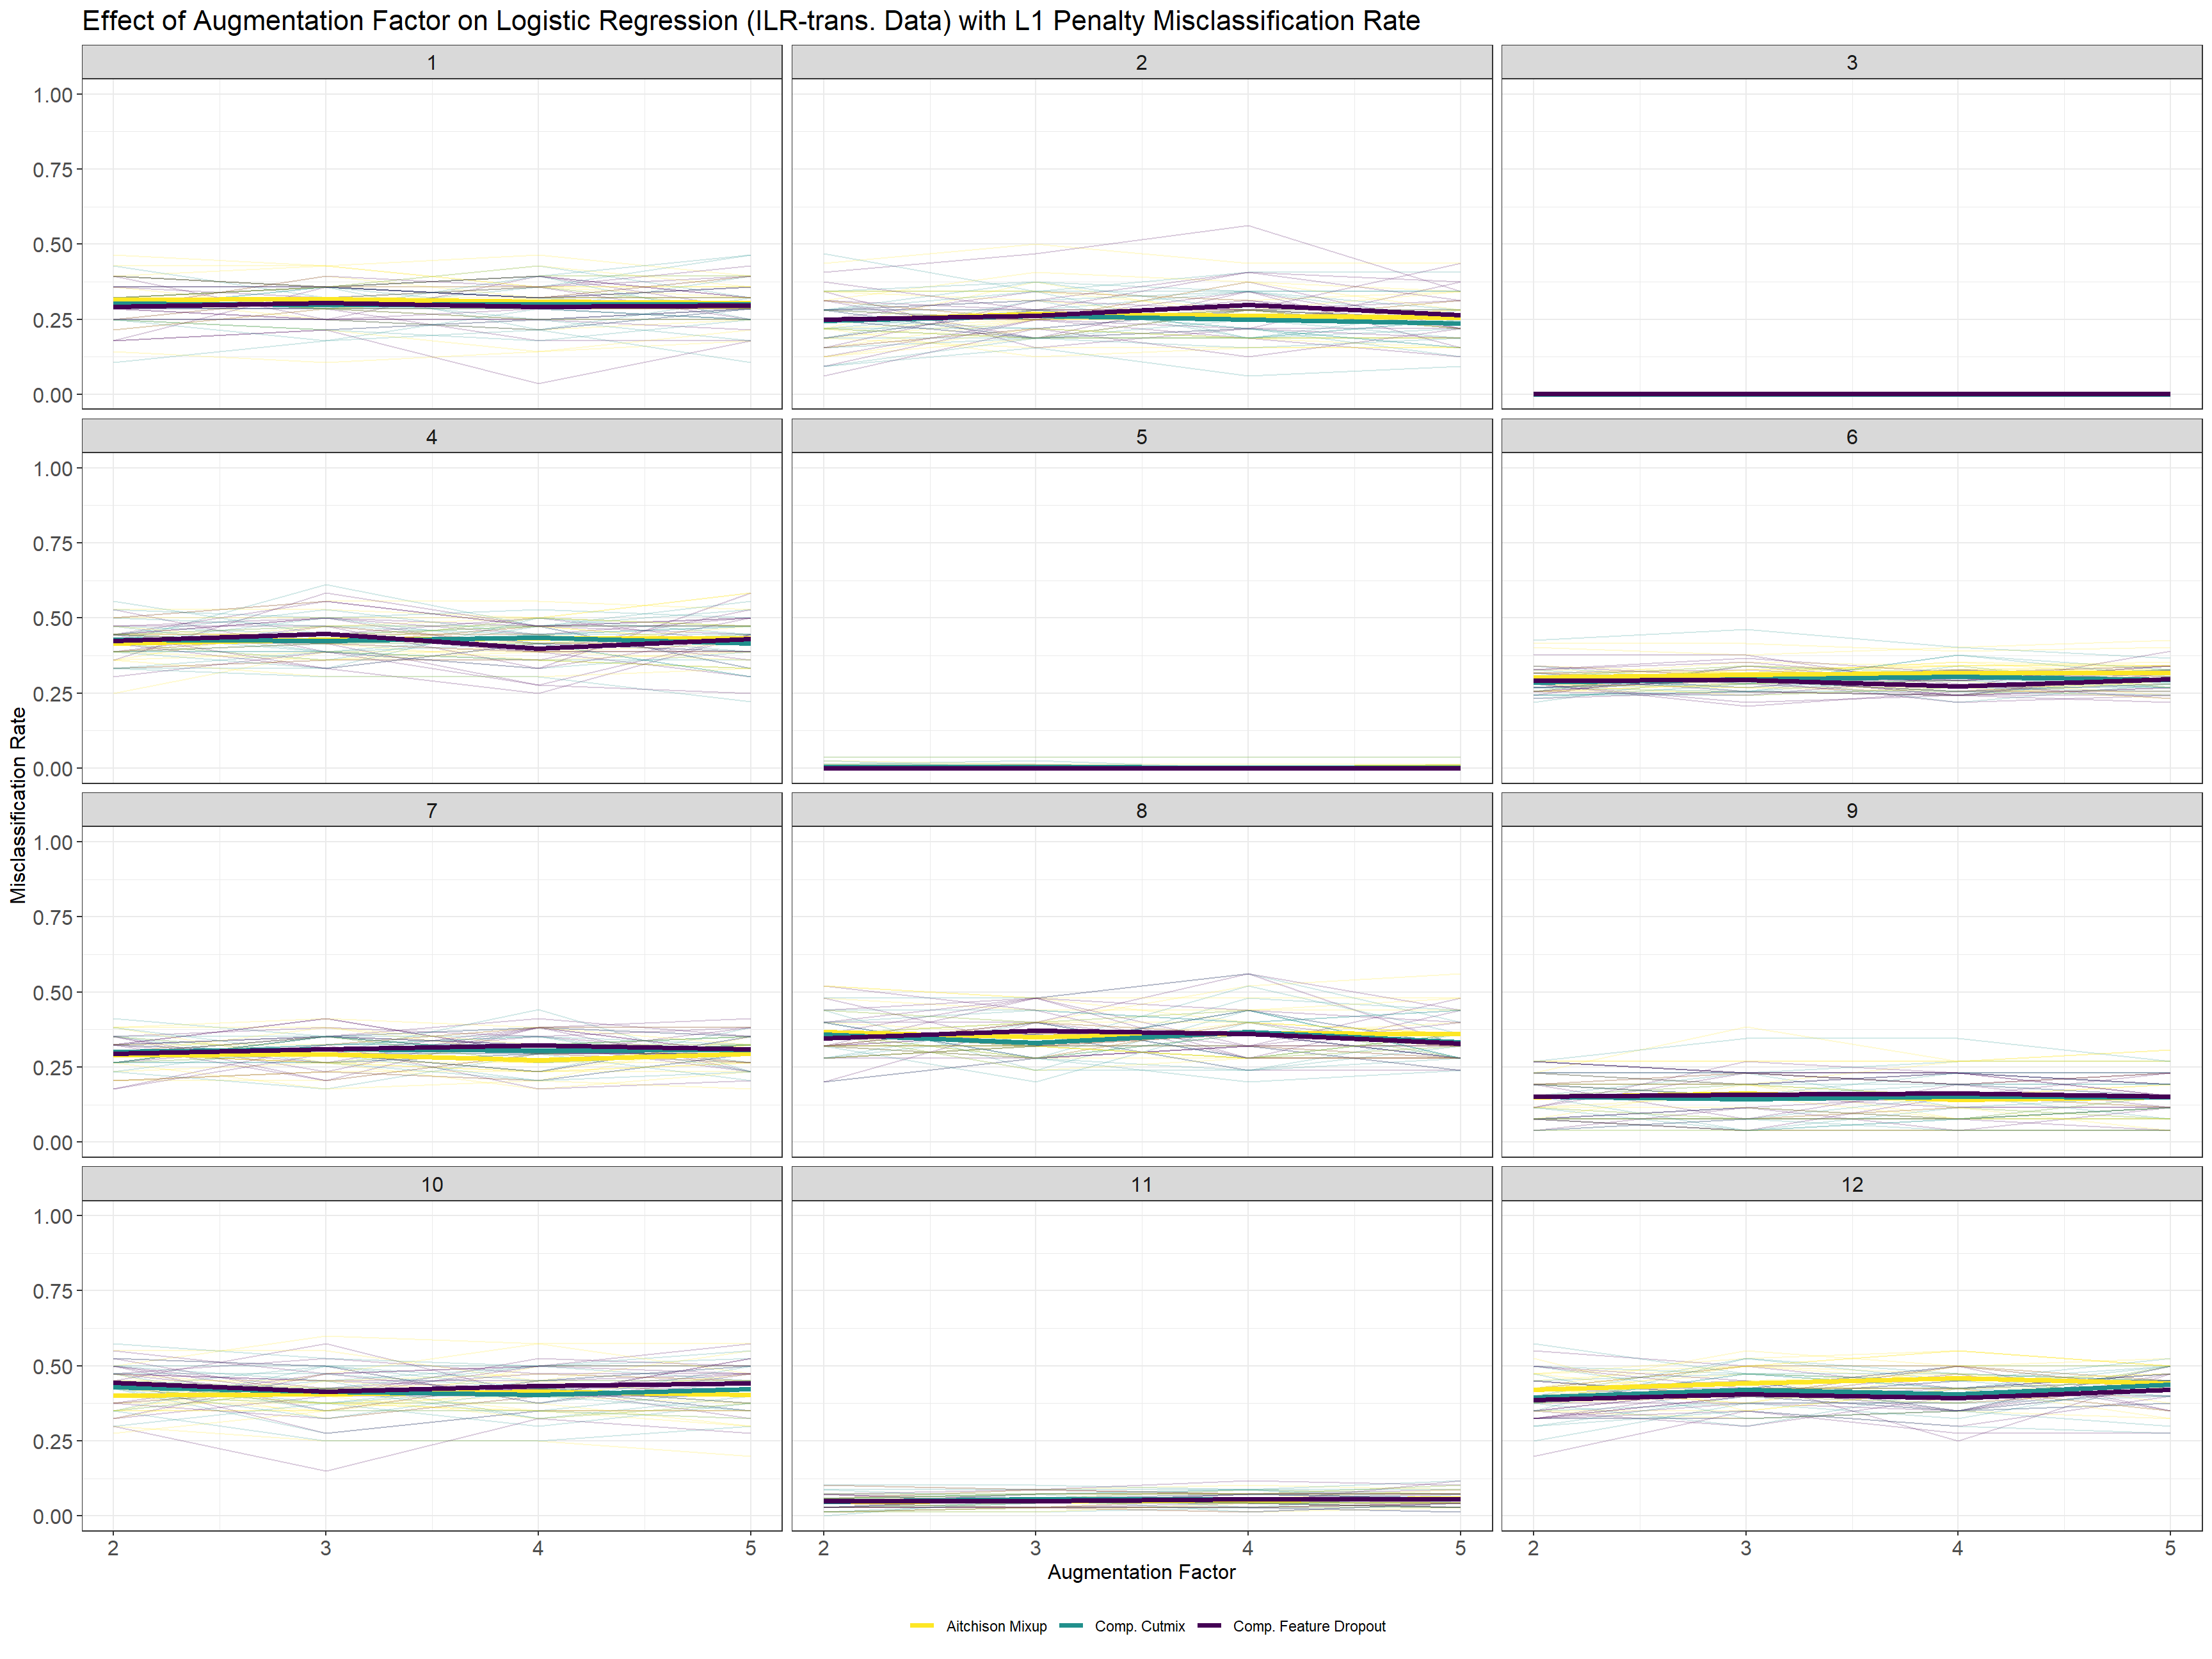 Effect of Augmentation Factor on Logistic Regression (ILR-trans. Data) with L1 Penalty Misclassification Rate
1 2 3
1.00
0.75
0.50
0.25
0.00
4 5 6
1.00
0.75
0.50
0.25
0.00
Misclassification Rate
7 8 9
1.00
0.75
0.50
0.25
0.00
10 11 12
1.00
0.75
0.50
0.25
0.00
2 3 4 5 2 3 4 5 2 3 4 5
Augmentation Factor
Aitchison Mixup Comp. Cutmix Comp. Feature Dropout